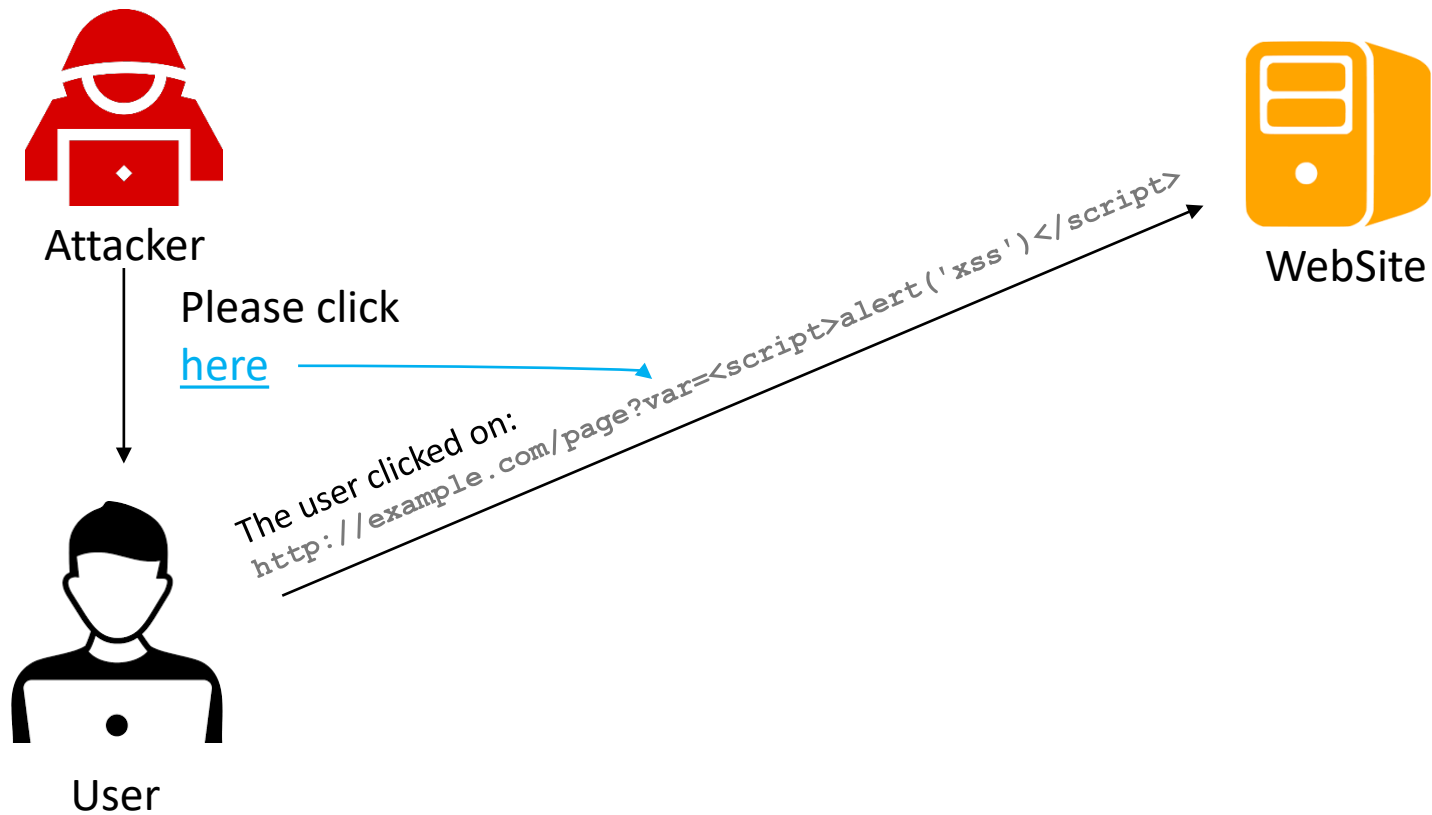 Attacker
WebSite
Please click
here
The user clicked on:
http://example.com/page?var=<script>alert('xss')</script>
User